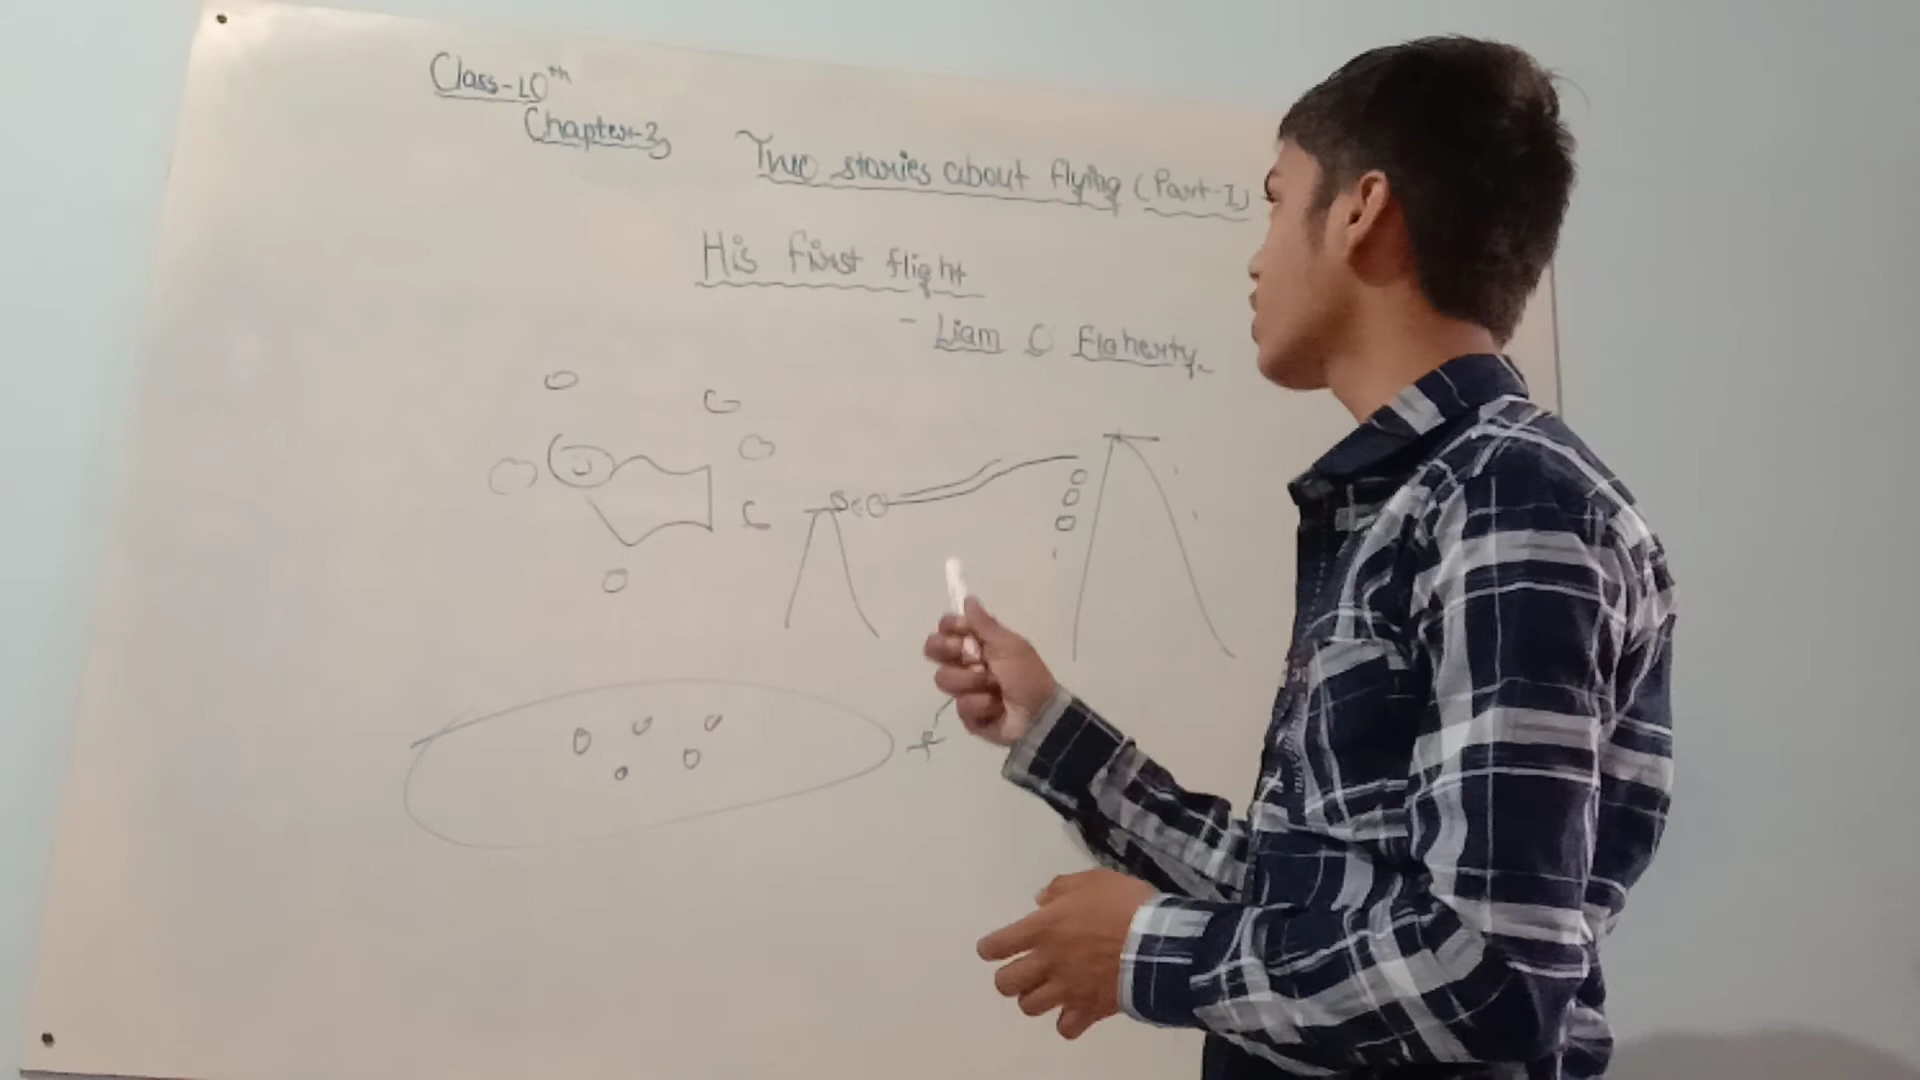 Class-10th
Chapter-3
Two stories about flying (Part-I)
His first flight
- Liam O Flaherty